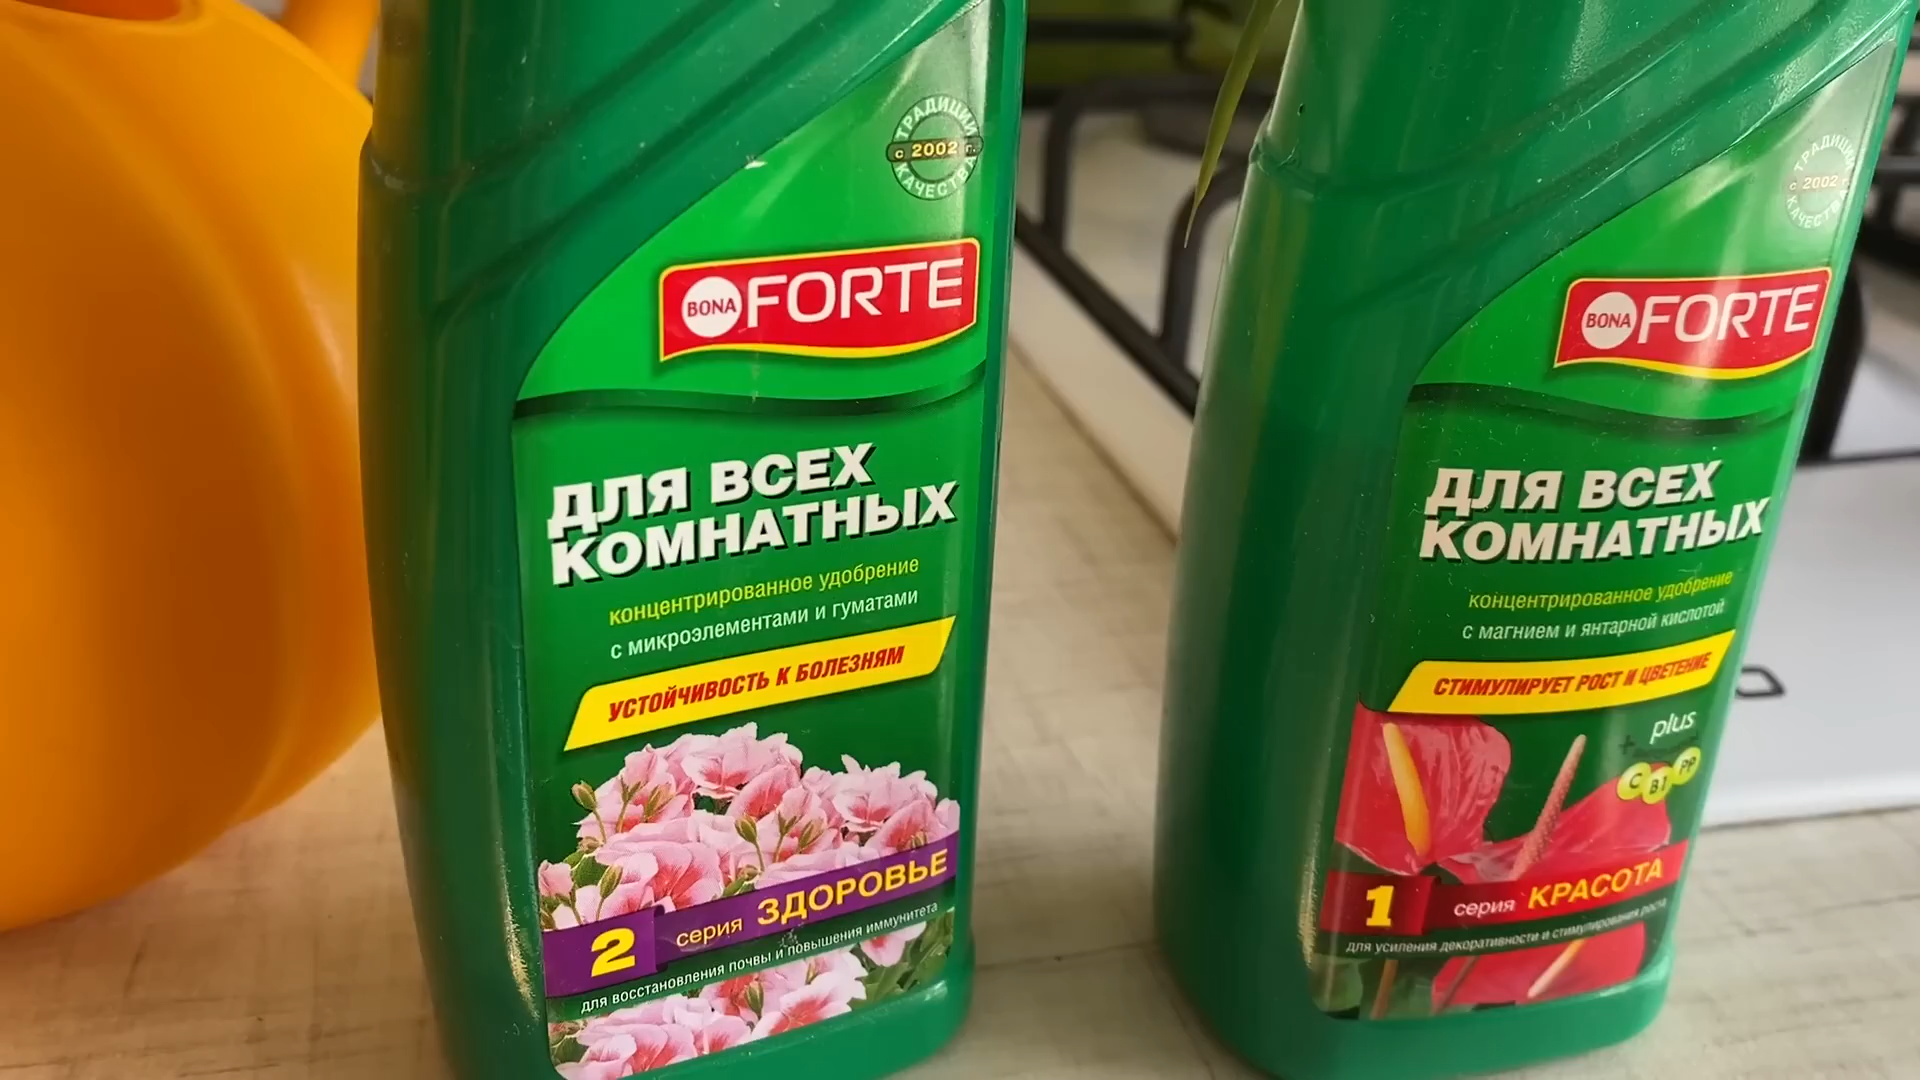 ТРАДИЦИИ
с 2002 г.
КАЧЕСТВА
BONA FORTE
ДЛЯ ВСЕХ
КОМНАТНЫХ
концентрированное удобрение
с микроэлементами и гуматами
УСТОЙЧИВОСТЬ К БОЛЕЗНЯМ
2 серия ЗДОРОВЬЕ
для восстановления почвы и повышения иммунитета
ТРАДИЦИИ
с 2002 г.
КАЧЕСТВА
BONA FORTE
ДЛЯ ВСЕХ
КОМНАТНЫХ
концентрированное удобрение
с магнием и янтарной кислотой
СТИМУЛИРУЕТ РОСТ И ЦВЕТЕНИЕ
plus
+ C B1 PP
1 серия КРАСОТА
для усиления декоративности и стимулирования роста